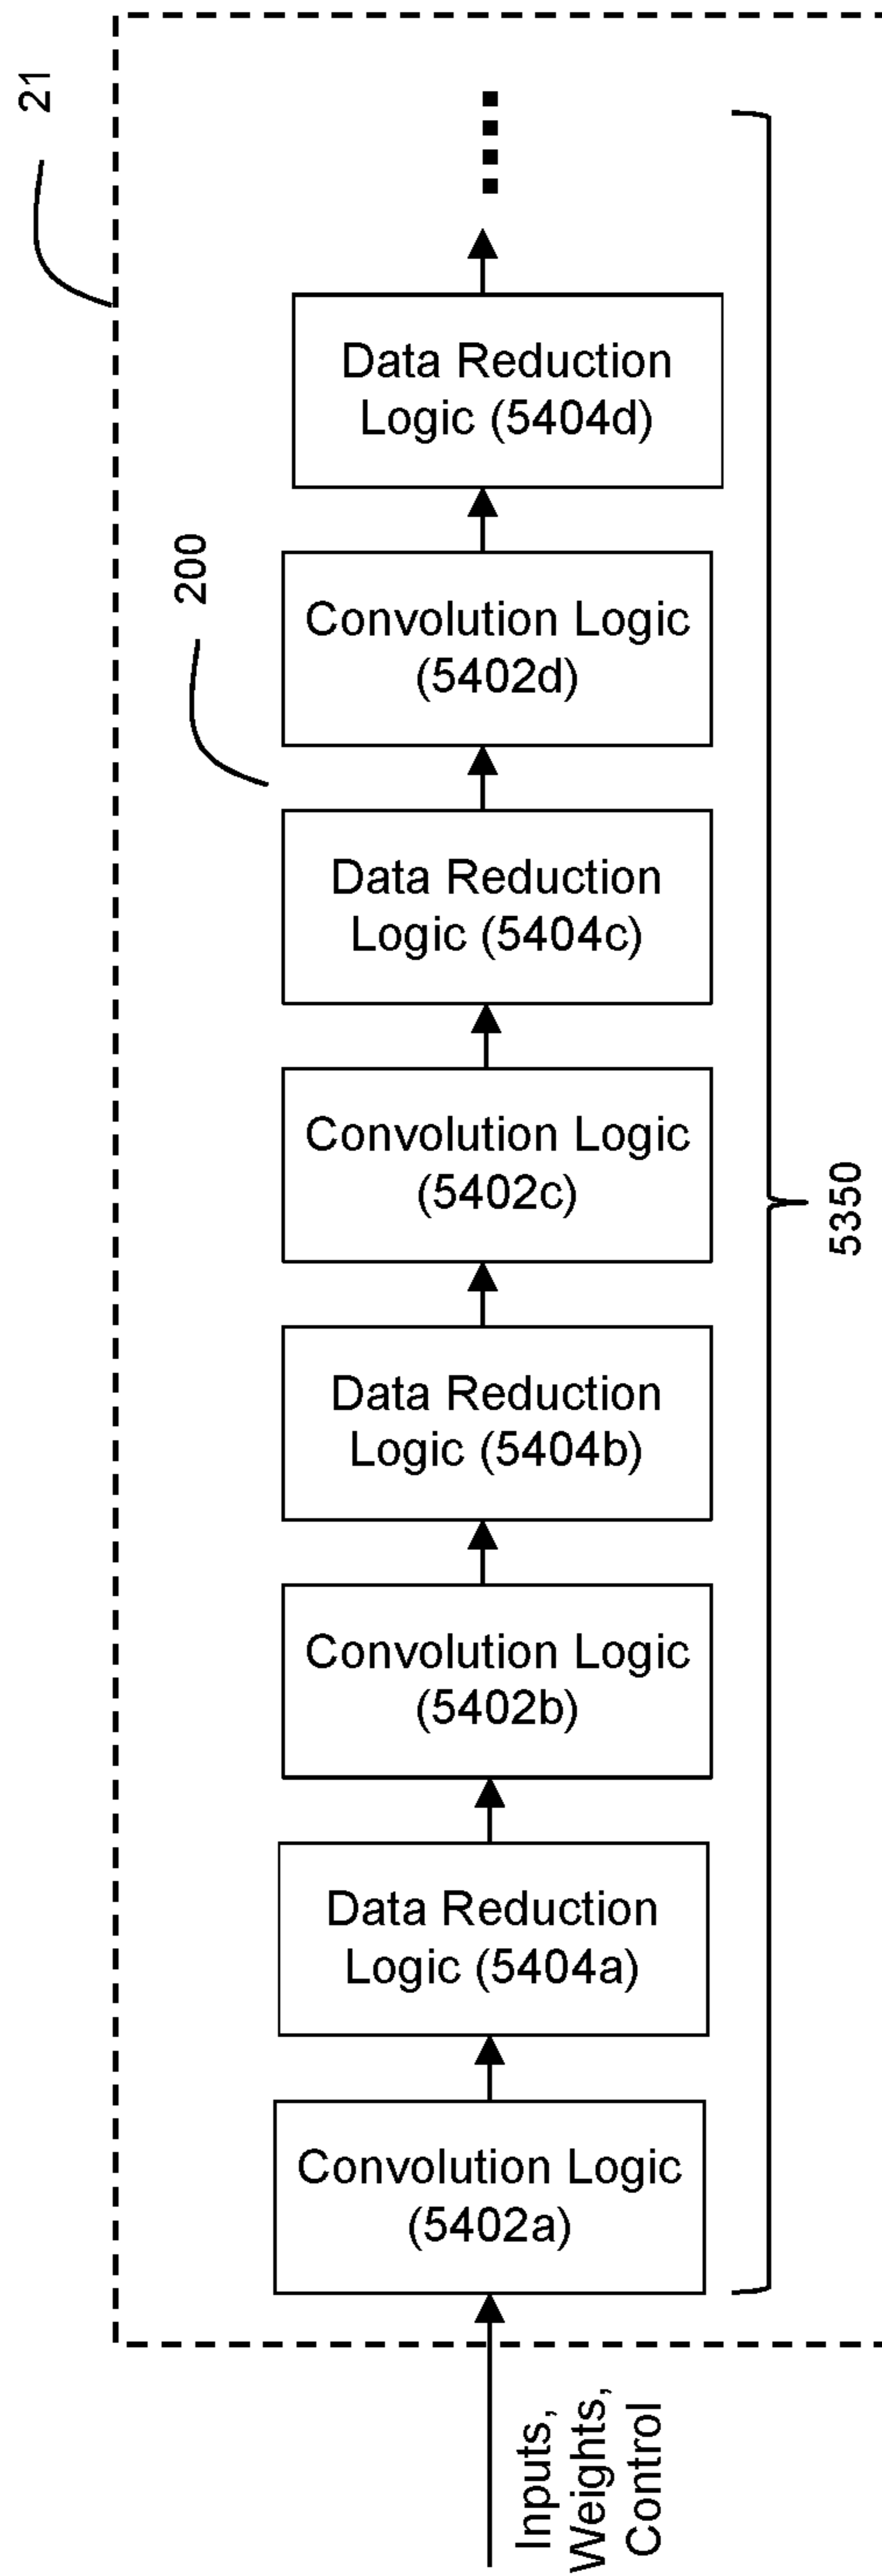 21
200
Data Reduction
Logic (5404d)
Convolution Logic
(5402d)
Data Reduction
Logic (5404c)
Convolution Logic
(5402c)
Data Reduction
Logic (5404b)
Convolution Logic
(5402b)
Data Reduction
Logic (5404a)
Convolution Logic
(5402a)
5350
Inputs,
Weights,
Control